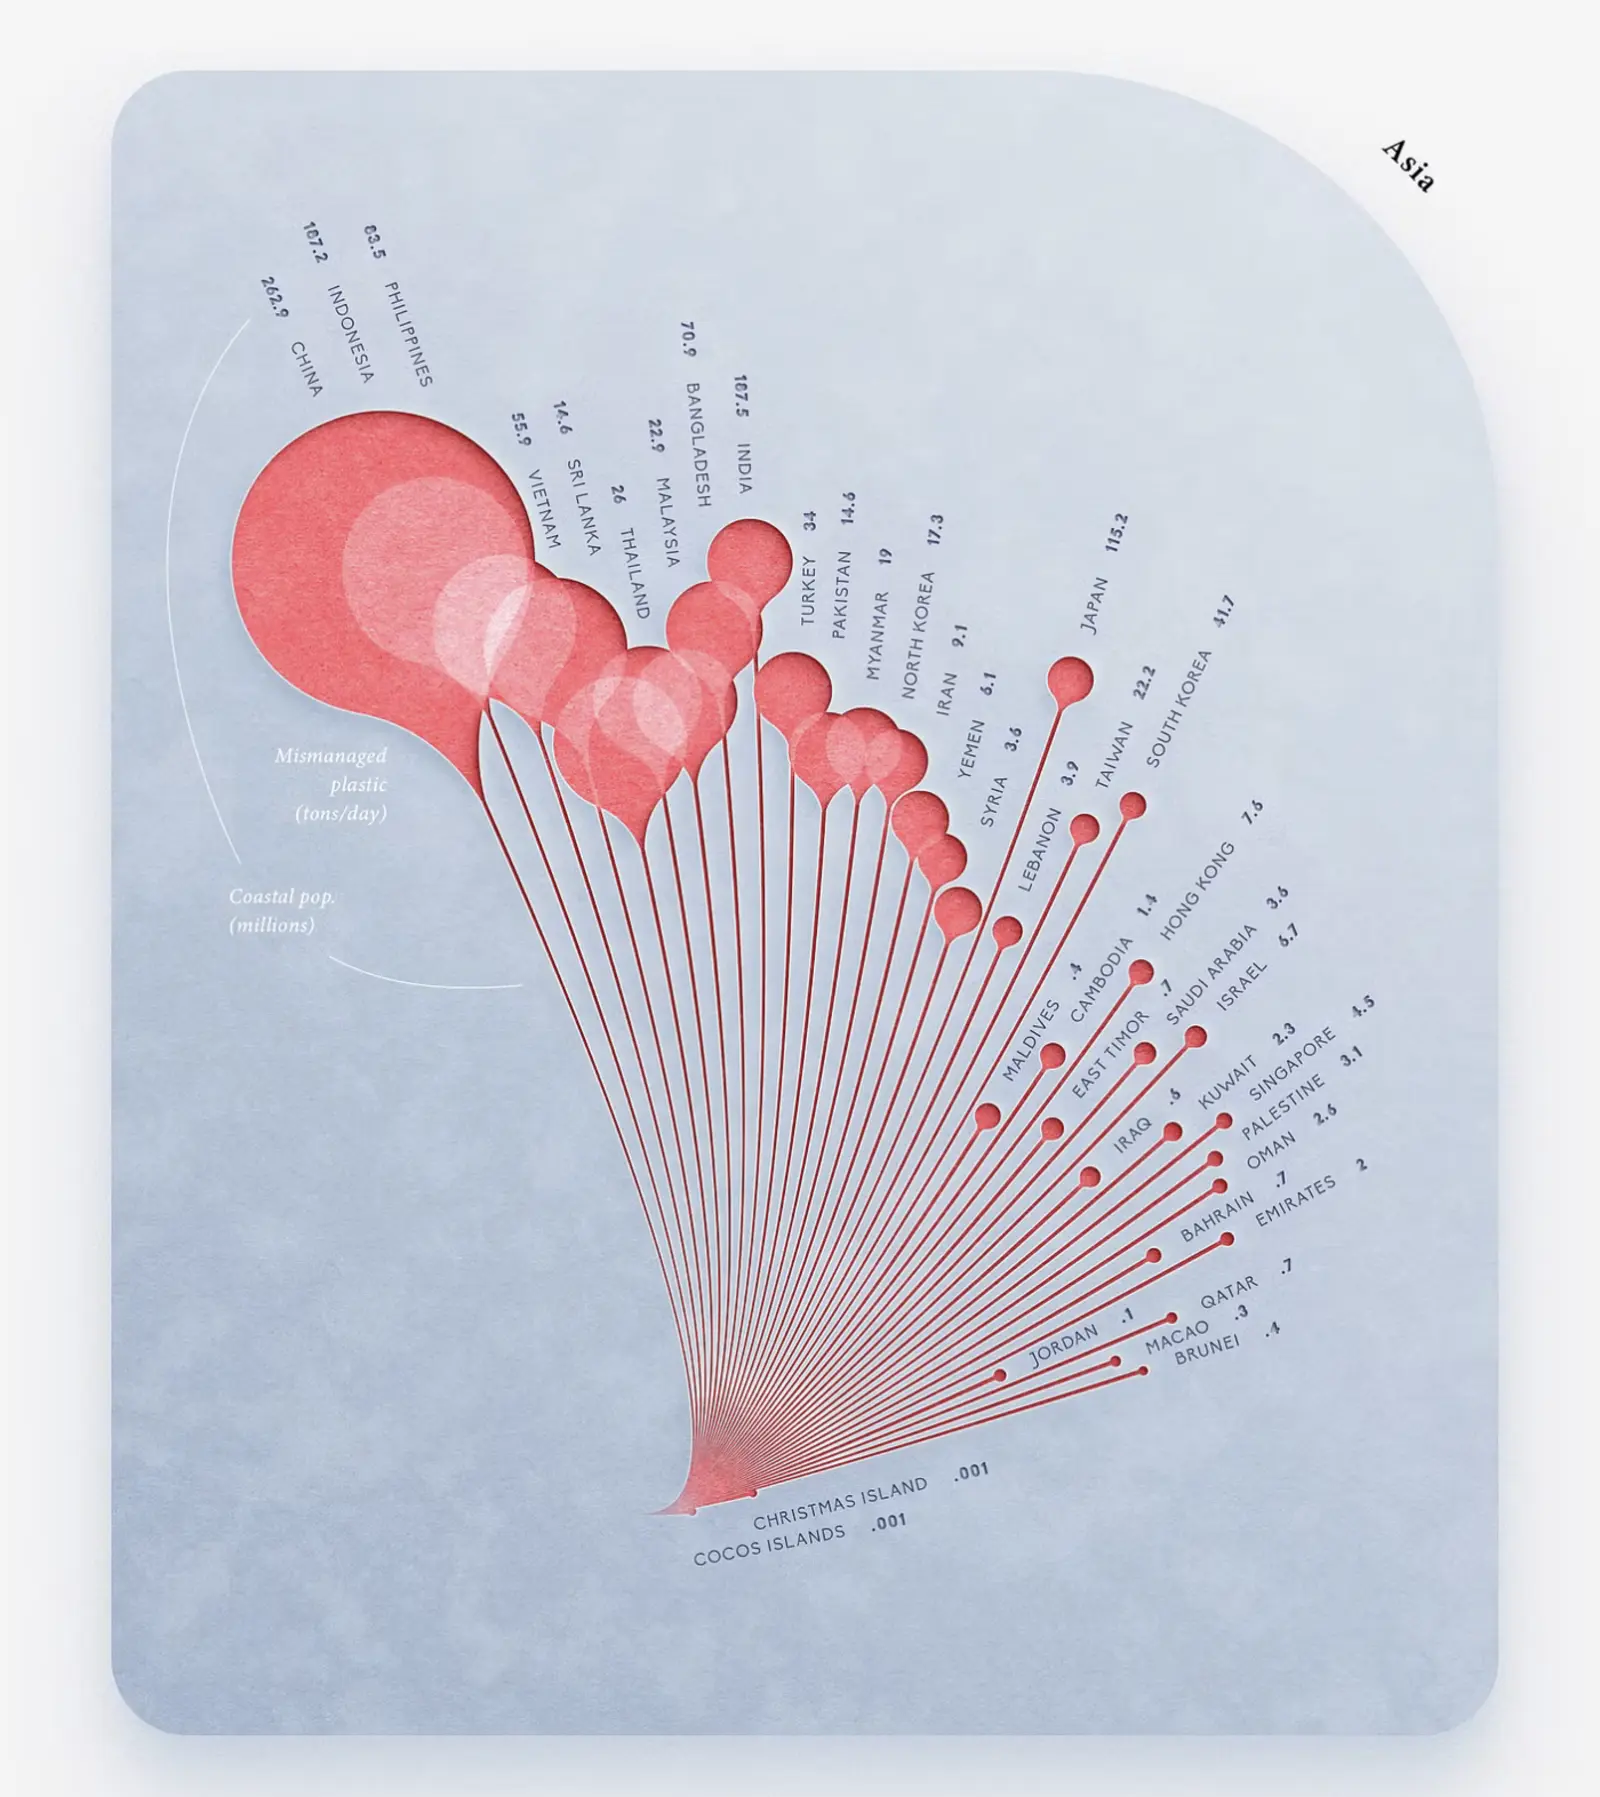 Asia
262.9 CHINA
187.2 INDONESIA
83.5 PHILIPPINES
55.9 VIETNAM
14.6 SRI LANKA
26 THAILAND
22.9 MALAYSIA
70.9 BANGLADESH
187.5 INDIA
TURKEY 34
PAKISTAN 14.6
MYANMAR 19
NORTH KOREA 17.3
IRAN 9.1
YEMEN 6.1
SYRIA 3.6
JAPAN 115.2
LEBANON 3.9
TAIWAN 22.2
SOUTH KOREA 41.7
MALDIVES .4
CAMBODIA 1.4
HONG KONG 7.6
EAST TIMOR .7
SAUDI ARABIA 3.6
ISRAEL 6.7
IRAQ .6
KUWAIT 2.3
SINGAPORE 4.5
PALESTINE 3.1
OMAN 2.6
BAHRAIN .7
EMIRATES 2
QATAR .7
JORDAN .1
MACAO .3
BRUNEI .4
CHRISTMAS ISLAND .001
COCOS ISLANDS .001
Mismanaged
plastic
(tons/day)
Coastal pop.
(millions)